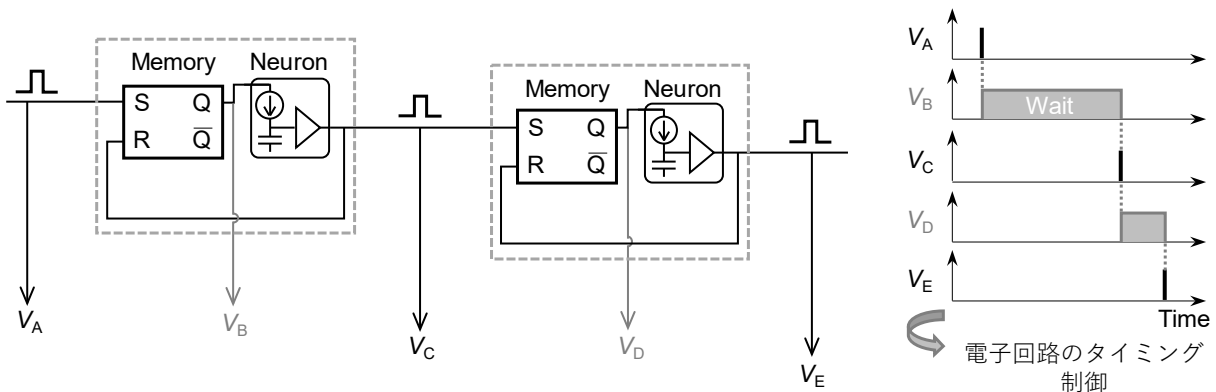 Memory
Neuron
S
Q
R
Q̅
Memory
Neuron
S
Q
R
Q̅
V_A
V_B
V_C
V_D
V_E
V_A
V_B
Wait
V_C
V_D
V_E
Time
電子回路のタイミング
制御